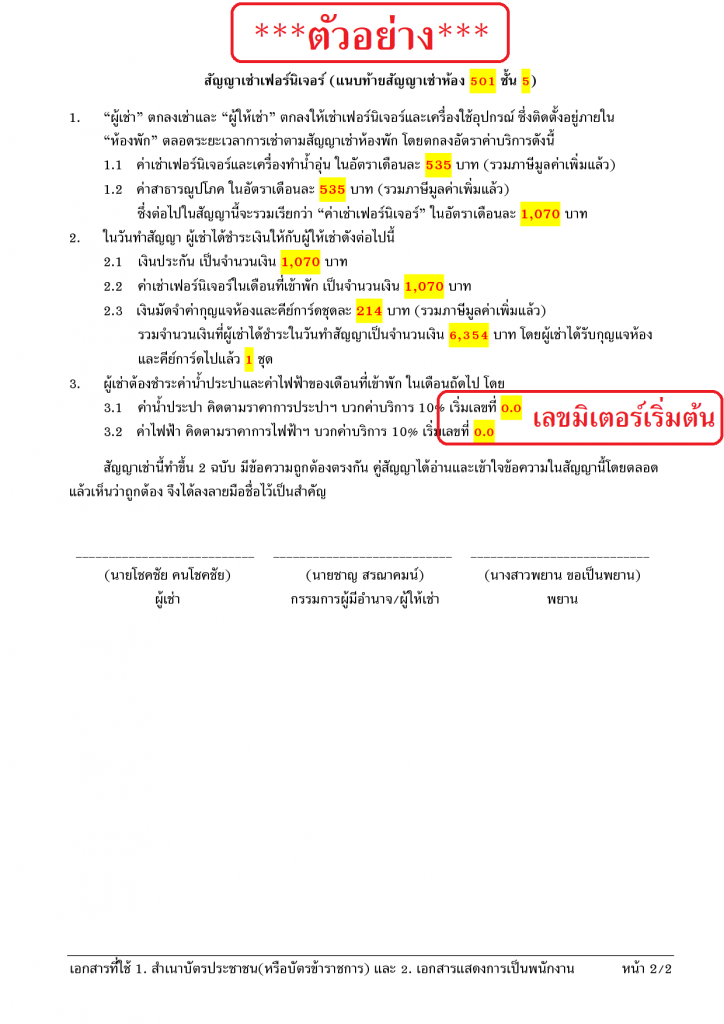 ***ตัวอย่าง***
สัญญาเช่าเฟอร์นิเจอร์ (แนบท้ายสัญญาเช่าห้อง 501 ชั้น 5)
1. “ผู้เช่า” ตกลงเช่าและ “ผู้ให้เช่า” ตกลงให้เช่าเฟอร์นิเจอร์และเครื่องใช้อุปกรณ์ ซึ่งติดตั้งอยู่ภายใน
“ห้องพัก” ตลอดระยะเวลาการเช่าตามสัญญาเช่าห้องพัก โดยตกลงอัตราค่าบริการดังนี้
1.1 ค่าเช่าเฟอร์นิเจอร์และเครื่องทำน้ำอุ่น ในอัตราเดือนละ 535 บาท (รวมภาษีมูลค่าเพิ่มแล้ว)
1.2 ค่าสาธารณูปโภค ในอัตราเดือนละ 535 บาท (รวมภาษีมูลค่าเพิ่มแล้ว)
ซึ่งต่อไปในสัญญานี้จะรวมเรียกว่า “ค่าเช่าเฟอร์นิเจอร์” ในอัตราเดือนละ 1,070 บาท
2. ในวันทำสัญญา ผู้เช่าได้ชำระเงินให้กับผู้ให้เช่าดังต่อไปนี้
2.1 เงินประกัน เป็นจำนวนเงิน 1,070 บาท
2.2 ค่าเช่าเฟอร์นิเจอร์ในเดือนที่เข้าพัก เป็นจำนวนเงิน 1,070 บาท
2.3 เงินมัดจำค่ากุญแจห้องและคีย์การ์ดชุดละ 214 บาท (รวมภาษีมูลค่าเพิ่มแล้ว)
รวมจำนวนเงินที่ผู้เช่าได้ชำระในวันทำสัญญาเป็นจำนวนเงิน 6,354 บาท โดยผู้เช่าได้รับกุญแจห้อง
และคีย์การ์ดไปแล้ว 1 ชุด
3. ผู้เช่าต้องชำระค่าน้ำประปาและค่าไฟฟ้าของเดือนที่เข้าพัก ในเดือนถัดไป โดย
3.1 ค่าน้ำประปา คิดตามราคาการประปาฯ บวกค่าบริการ 10% เริ่มเลขที่ 0.0
เลขมิเตอร์เริ่มต้น
3.2 ค่าไฟฟ้า คิดตามราคาการไฟฟ้าฯ บวกค่าบริการ 10% เริ่มเลขที่ 0.0
สัญญาเช่านี้ทำขึ้น 2 ฉบับ มีข้อความถูกต้องตรงกัน คู่สัญญาได้อ่านและเข้าใจข้อความในสัญญานี้โดยตลอด
แล้วเห็นว่าถูกต้อง จึงได้ลงลายมือชื่อไว้เป็นสำคัญ
(นายโชคชัย คนโชคชัย) (นายชาญ สรณาคมน์) (นางสาวพยาน ขอเป็นพยาน)
ผู้เช่า กรรมการผู้มีอำนาจ/ผู้ให้เช่า พยาน
เอกสารที่ใช้ 1. สำเนาบัตรประชาชน(หรือบัตรข้าราชการ) และ 2. เอกสารแสดงการเป็นพนักงาน หน้า 2/2